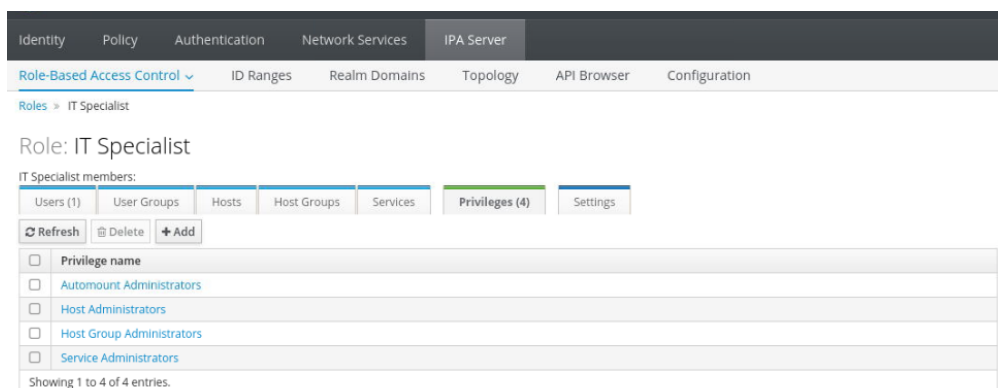 Identity Policy Authentication Network Services IPA Server
Role-Based Access Control ID Ranges Realm Domains Topology API Browser Configuration
Roles » IT Specialist
Role: IT Specialist
IT Specialist members:
Users (1) User Groups Hosts Host Groups Services Privileges (4) Settings
Refresh Delete + Add
Privilege name
Automount Administrators
Host Administrators
Host Group Administrators
Service Administrators
Showing 1 to 4 of 4 entries.